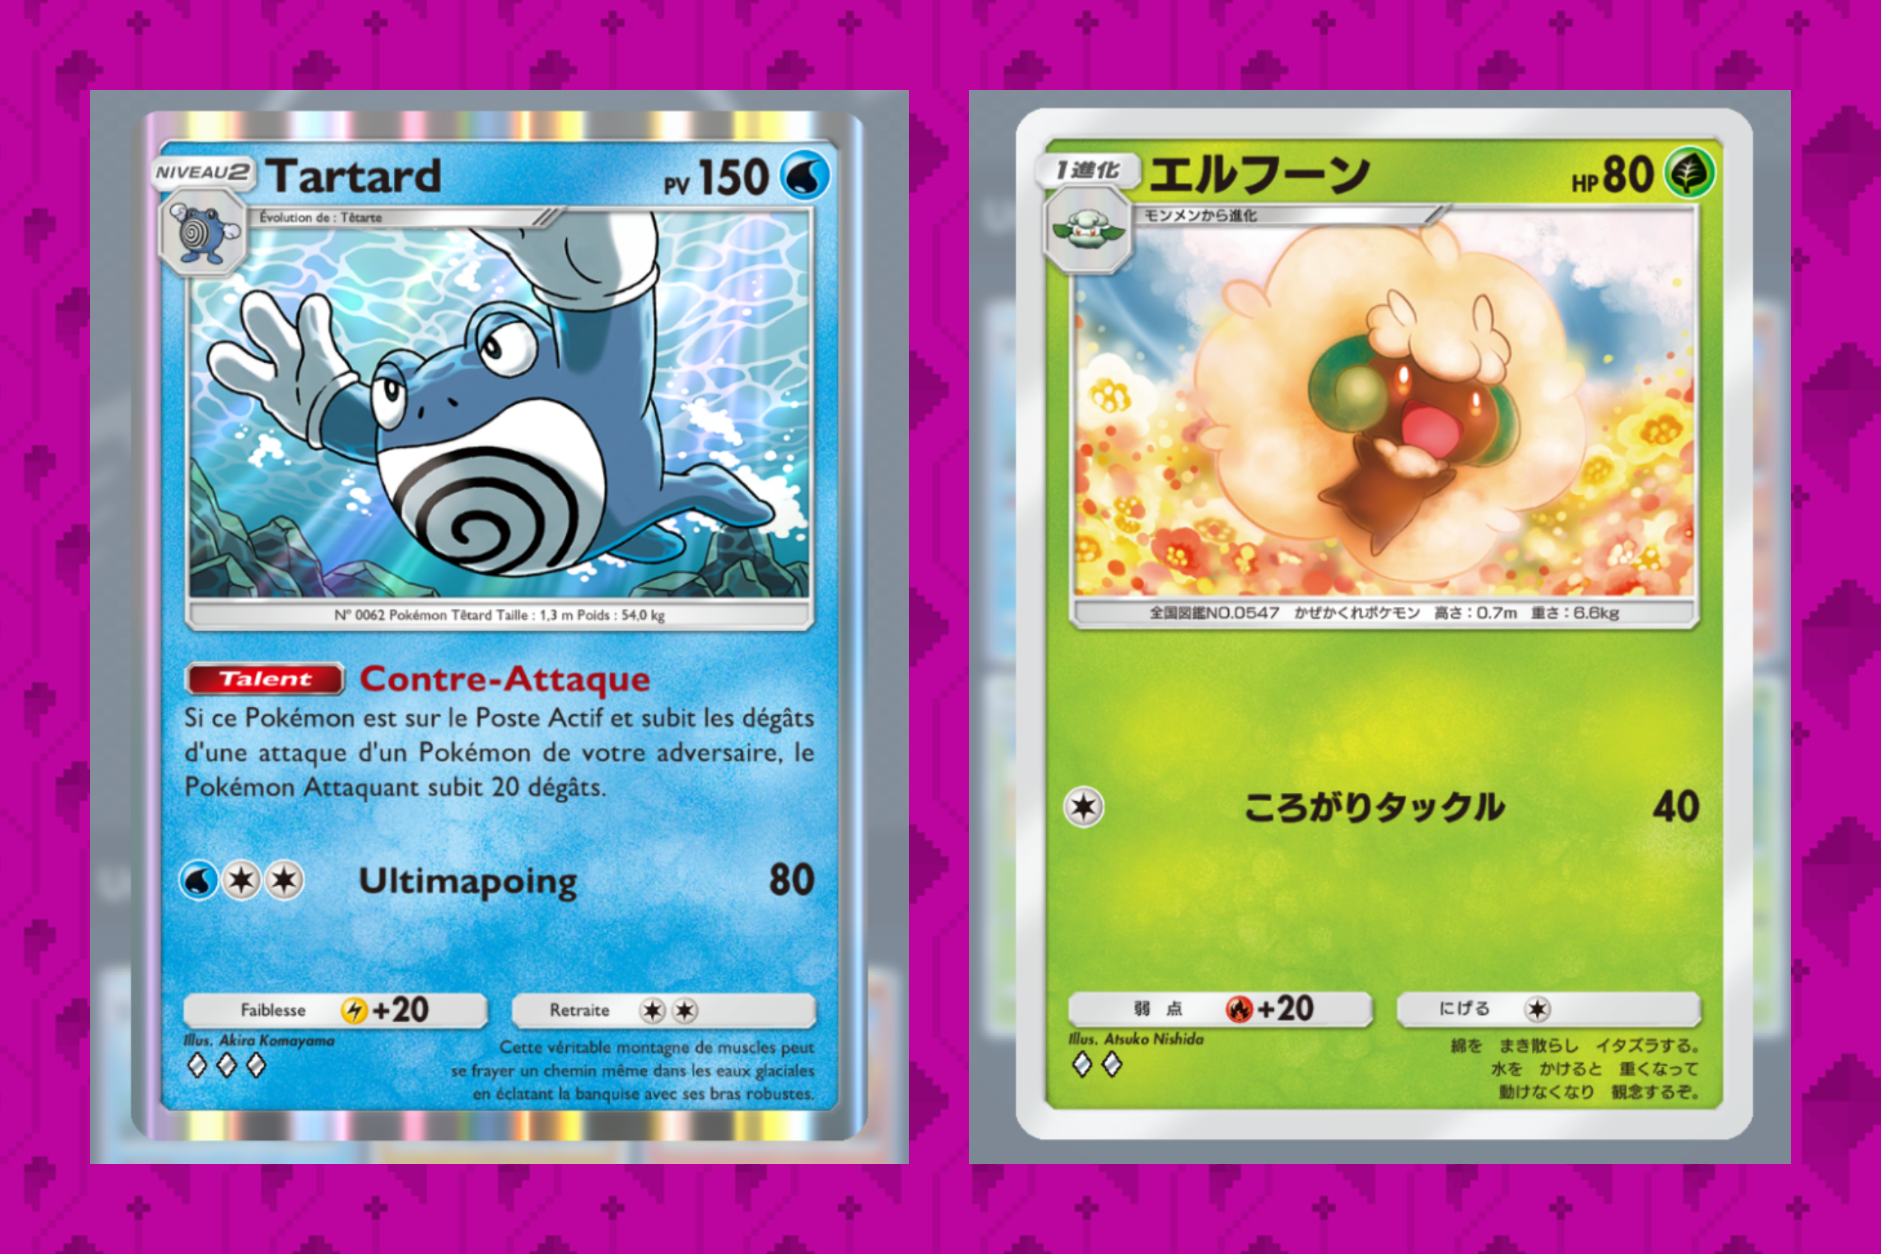 NIVEAU2 Tartard PV 150
Évolution de : Têtarte
N° 0062 Pokémon Têtard Taille : 1,3 m Poids : 54,0 kg
Talent Contre-Attaque
Si ce Pokémon est sur le Poste Actif et subit les dégâts
d'une attaque d'un Pokémon de votre adversaire, le
Pokémon Attaquant subit 20 dégâts.
Ultimapoing 80
Faiblesse +20 Retraite
Illus. Akira Komayama
Cette véritable montagne de muscles peut
se frayer un chemin même dans les eaux glaciales
en éclatant la banquise avec ses bras robustes.
1進化 エルフーン HP 80
モンメンから進化
全国図鑑NO.0547 かぜかくれポケモン 高さ：0.7m 重さ：6.6kg
ころがりタックル 40
弱点 +20 にげる
Illus. Atsuko Nishida
綿を まき散らし イタズラする。
水を かけると 重くなって
動けなくなり 観念するぞ。